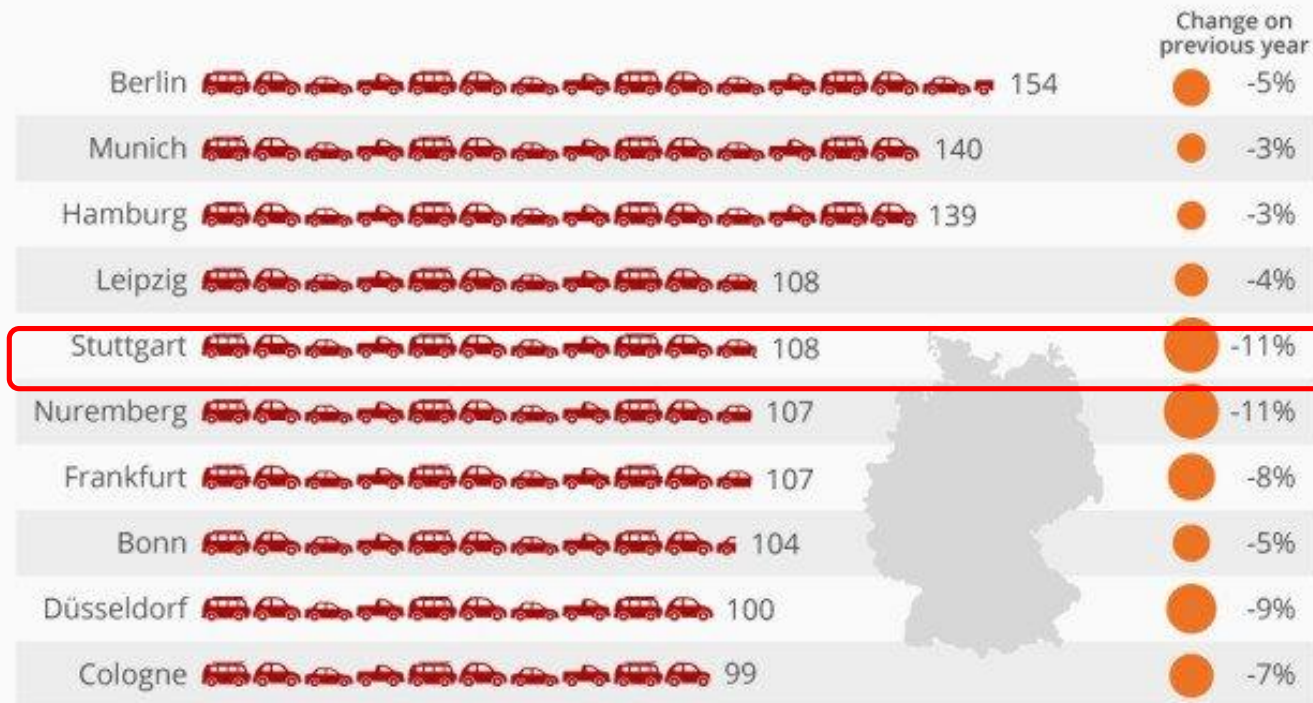 Change on
previous year
Berlin 154 -5%
Munich 140 -3%
Hamburg 139 -3%
Leipzig 108 -4%
Stuttgart 108 -11%
Nuremberg 107 -11%
Frankfurt 107 -8%
Bonn 104 -5%
Düsseldorf 100 -9%
Cologne 99 -7%